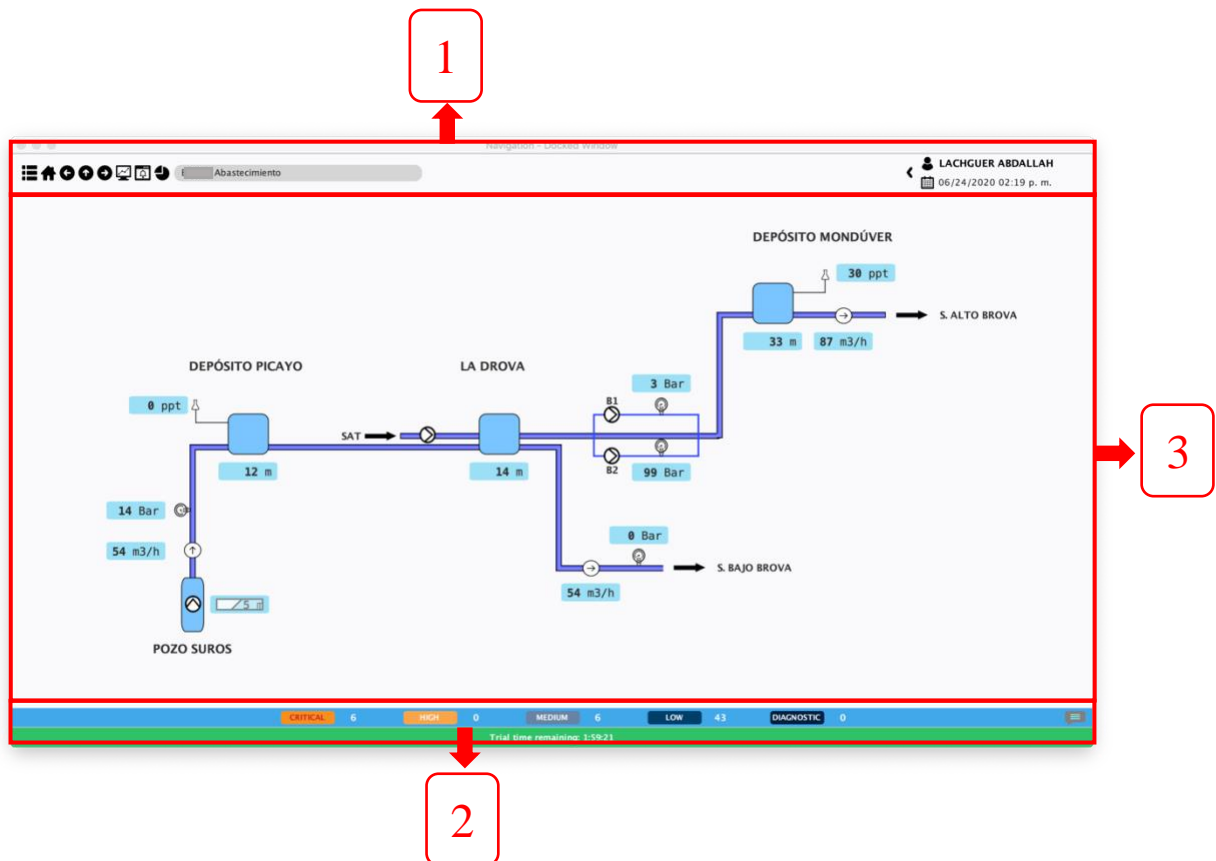 1
Navigation - Docked Window
Abastecimiento
LACHGUER ABDALLAH
06/24/2020 02:19 p. m.
DEPÓSITO MONDÚVER
30 ppt
S. ALTO BROVA
33 m
87 m3/h
DEPÓSITO PICAYO
LA DROVA
3 Bar
B1
0 ppt
SAT
12 m
14 m
B2
99 Bar
3
14 Bar
0 Bar
54 m3/h
S. BAJO BROVA
54 m3/h
POZO SUROS
CRITICAL 6 HIGH 0 MEDIUM 6 LOW 43 DIAGNOSTIC 0
Trial time remaining: 1:59:21
2